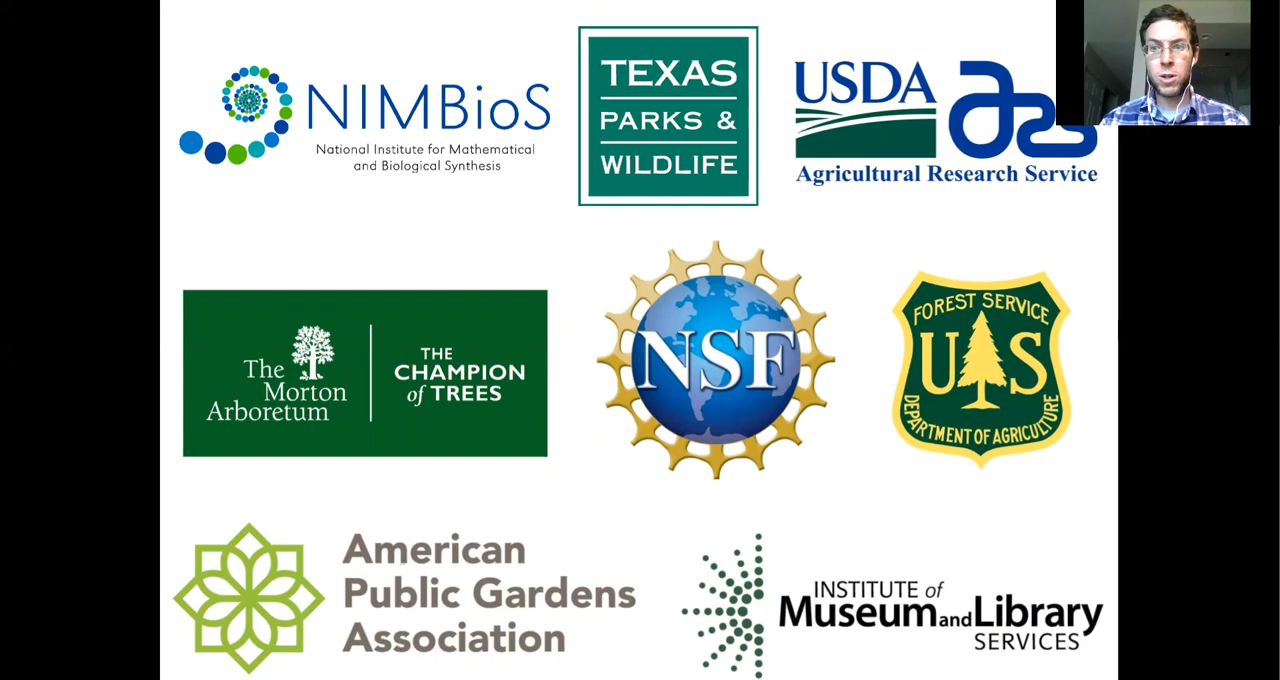 NIMBioS
National Institute for Mathematical
and Biological Synthesis
TEXAS
PARKS &
WILDLIFE
USDA
Agricultural Research Service
The
Morton
Arboretum
THE
CHAMPION
of TREES
NSF
FOREST SERVICE
U S
DEPARTMENT OF AGRICULTURE
American
Public Gardens
Association
INSTITUTE of
Museum and Library
SERVICES